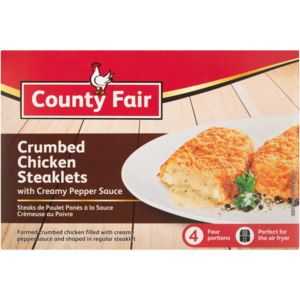 County Fair
Crumbed
Chicken
Steaklets
with Creamy Pepper Sauce
Steaks de Poulet Panés à la Sauce
Crémeuse au Poivre
Formed crumbed chicken filled with creamy
pepper sauce and shaped in regular steaklet
4
Four
portions
Perfect for
the air fryer